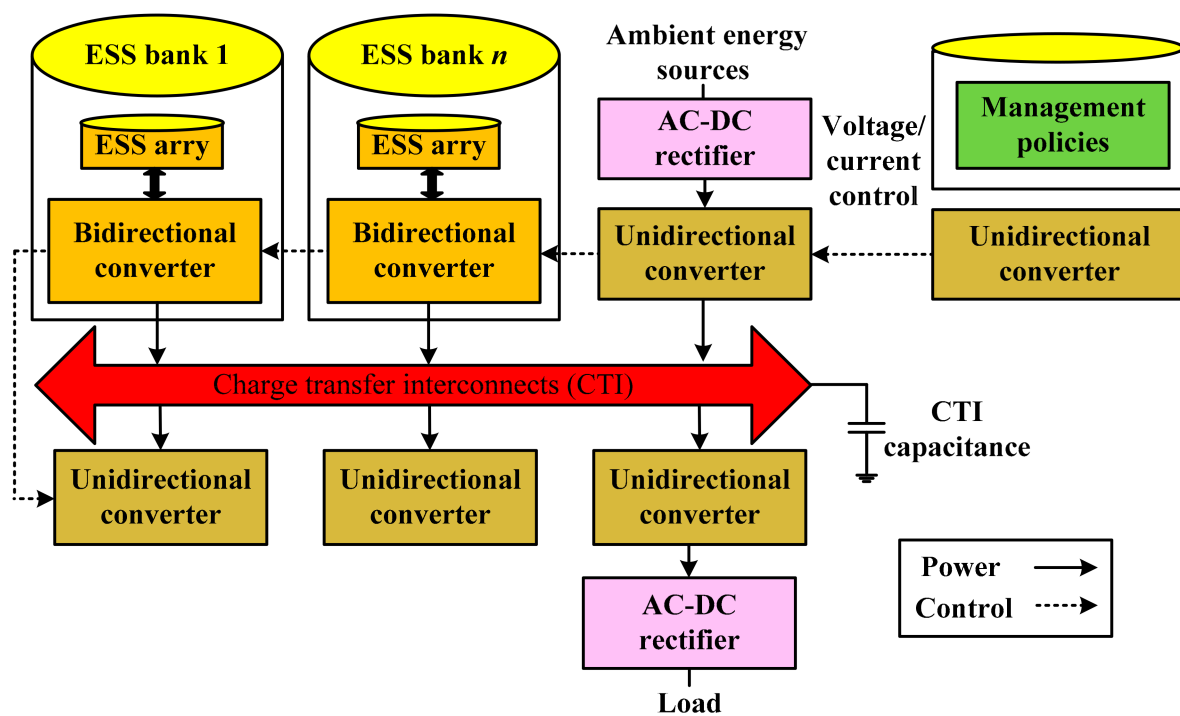 ESS bank 1
ESS arry
Bidirectional
converter
ESS bank n
ESS arry
Bidirectional
converter
Ambient energy
sources
AC-DC
rectifier
Unidirectional
converter
Voltage/
current
control
Management
policies
Unidirectional
converter
Charge transfer interconnects (CTI)
CTI
capacitance
Unidirectional
converter
Unidirectional
converter
Unidirectional
converter
AC-DC
rectifier
Load
Power
Control